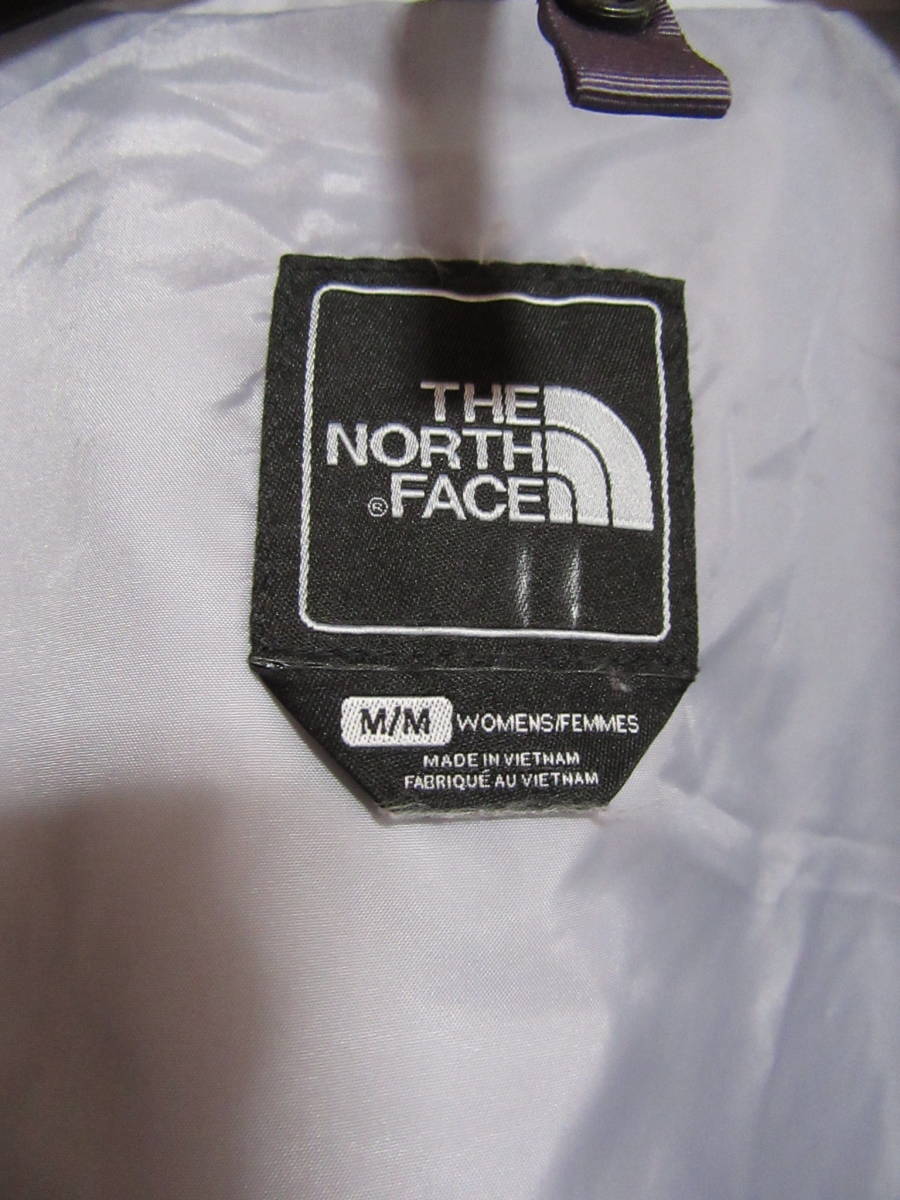 THE
NORTH
® FACE
M/M WOMENS/FEMMES
MADE IN VIETNAM
FABRIQUÉ AU VIETNAM